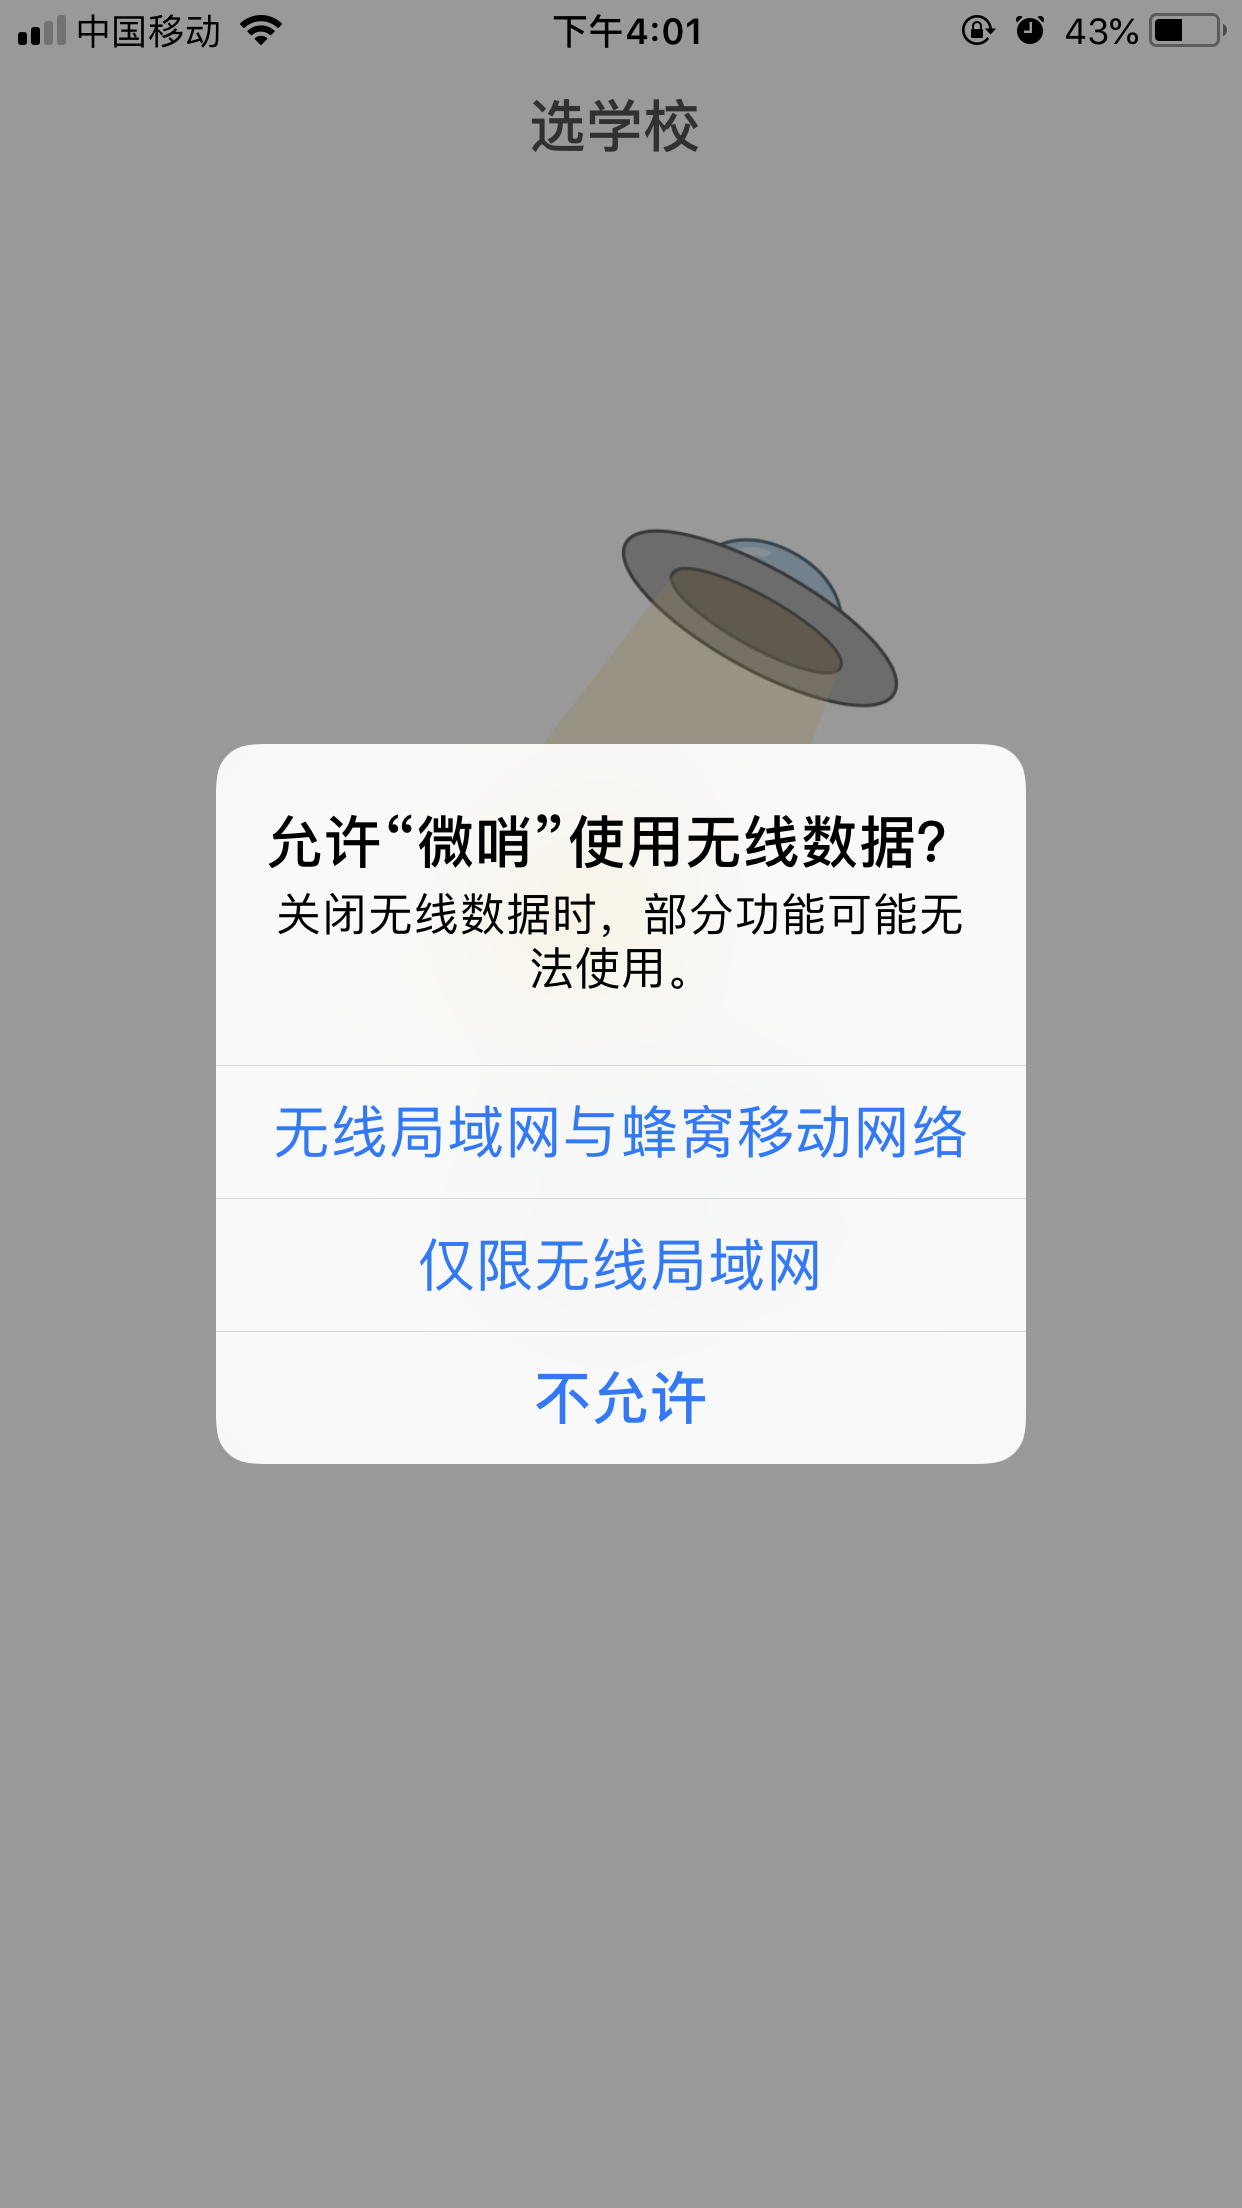 中国移动
下午4:01
43%
选学校
允许“微哨”使用无线数据?
关闭无线数据时，部分功能可能无
法使用。
无线局域网与蜂窝移动网络
仅限无线局域网
不允许